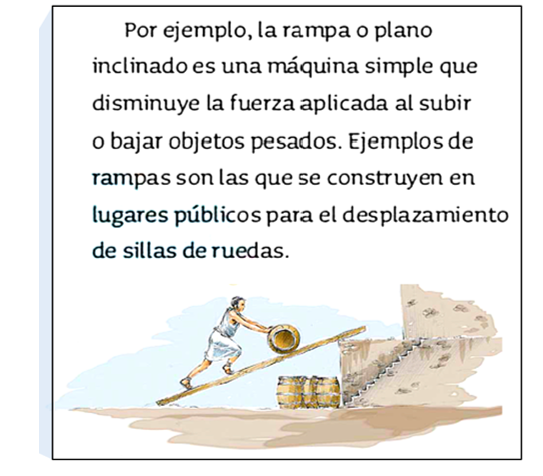 Por ejemplo, la rampa o plano
inclinado es una máquina simple que
disminuye la fuerza aplicada al subir
o bajar objetos pesados. Ejemplos de
rampas son las que se construyen en
lugares públicos para el desplazamiento
de sillas de ruedas.